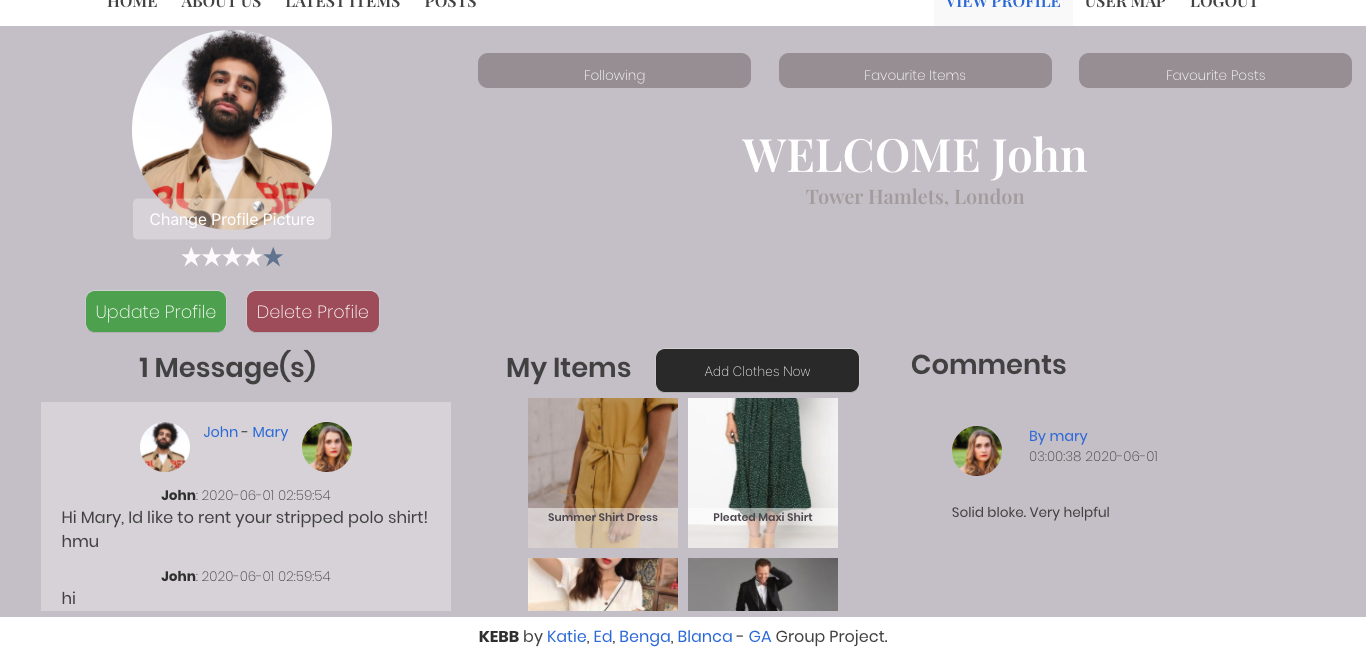 HOME ABOUT US LATEST ITEMS POSTS VIEW PROFILE USER MAP LOGOUT
Following Favourite Items Favourite Posts
WELCOME John
Tower Hamlets, London
Change Profile Picture
Update Profile Delete Profile
1 Message(s)
John - Mary
John: 2020-06-01 02:59:54
Hi Mary, Id like to rent your stripped polo shirt!
hmu
John: 2020-06-01 02:59:54
hi
My Items Add Clothes Now
Summer Shirt Dress Pleated Maxi Shirt
Comments
By mary
03:00:38 2020-06-01
Solid bloke. Very helpful
KEBB by Katie, Ed, Benga, Blanca - GA Group Project.